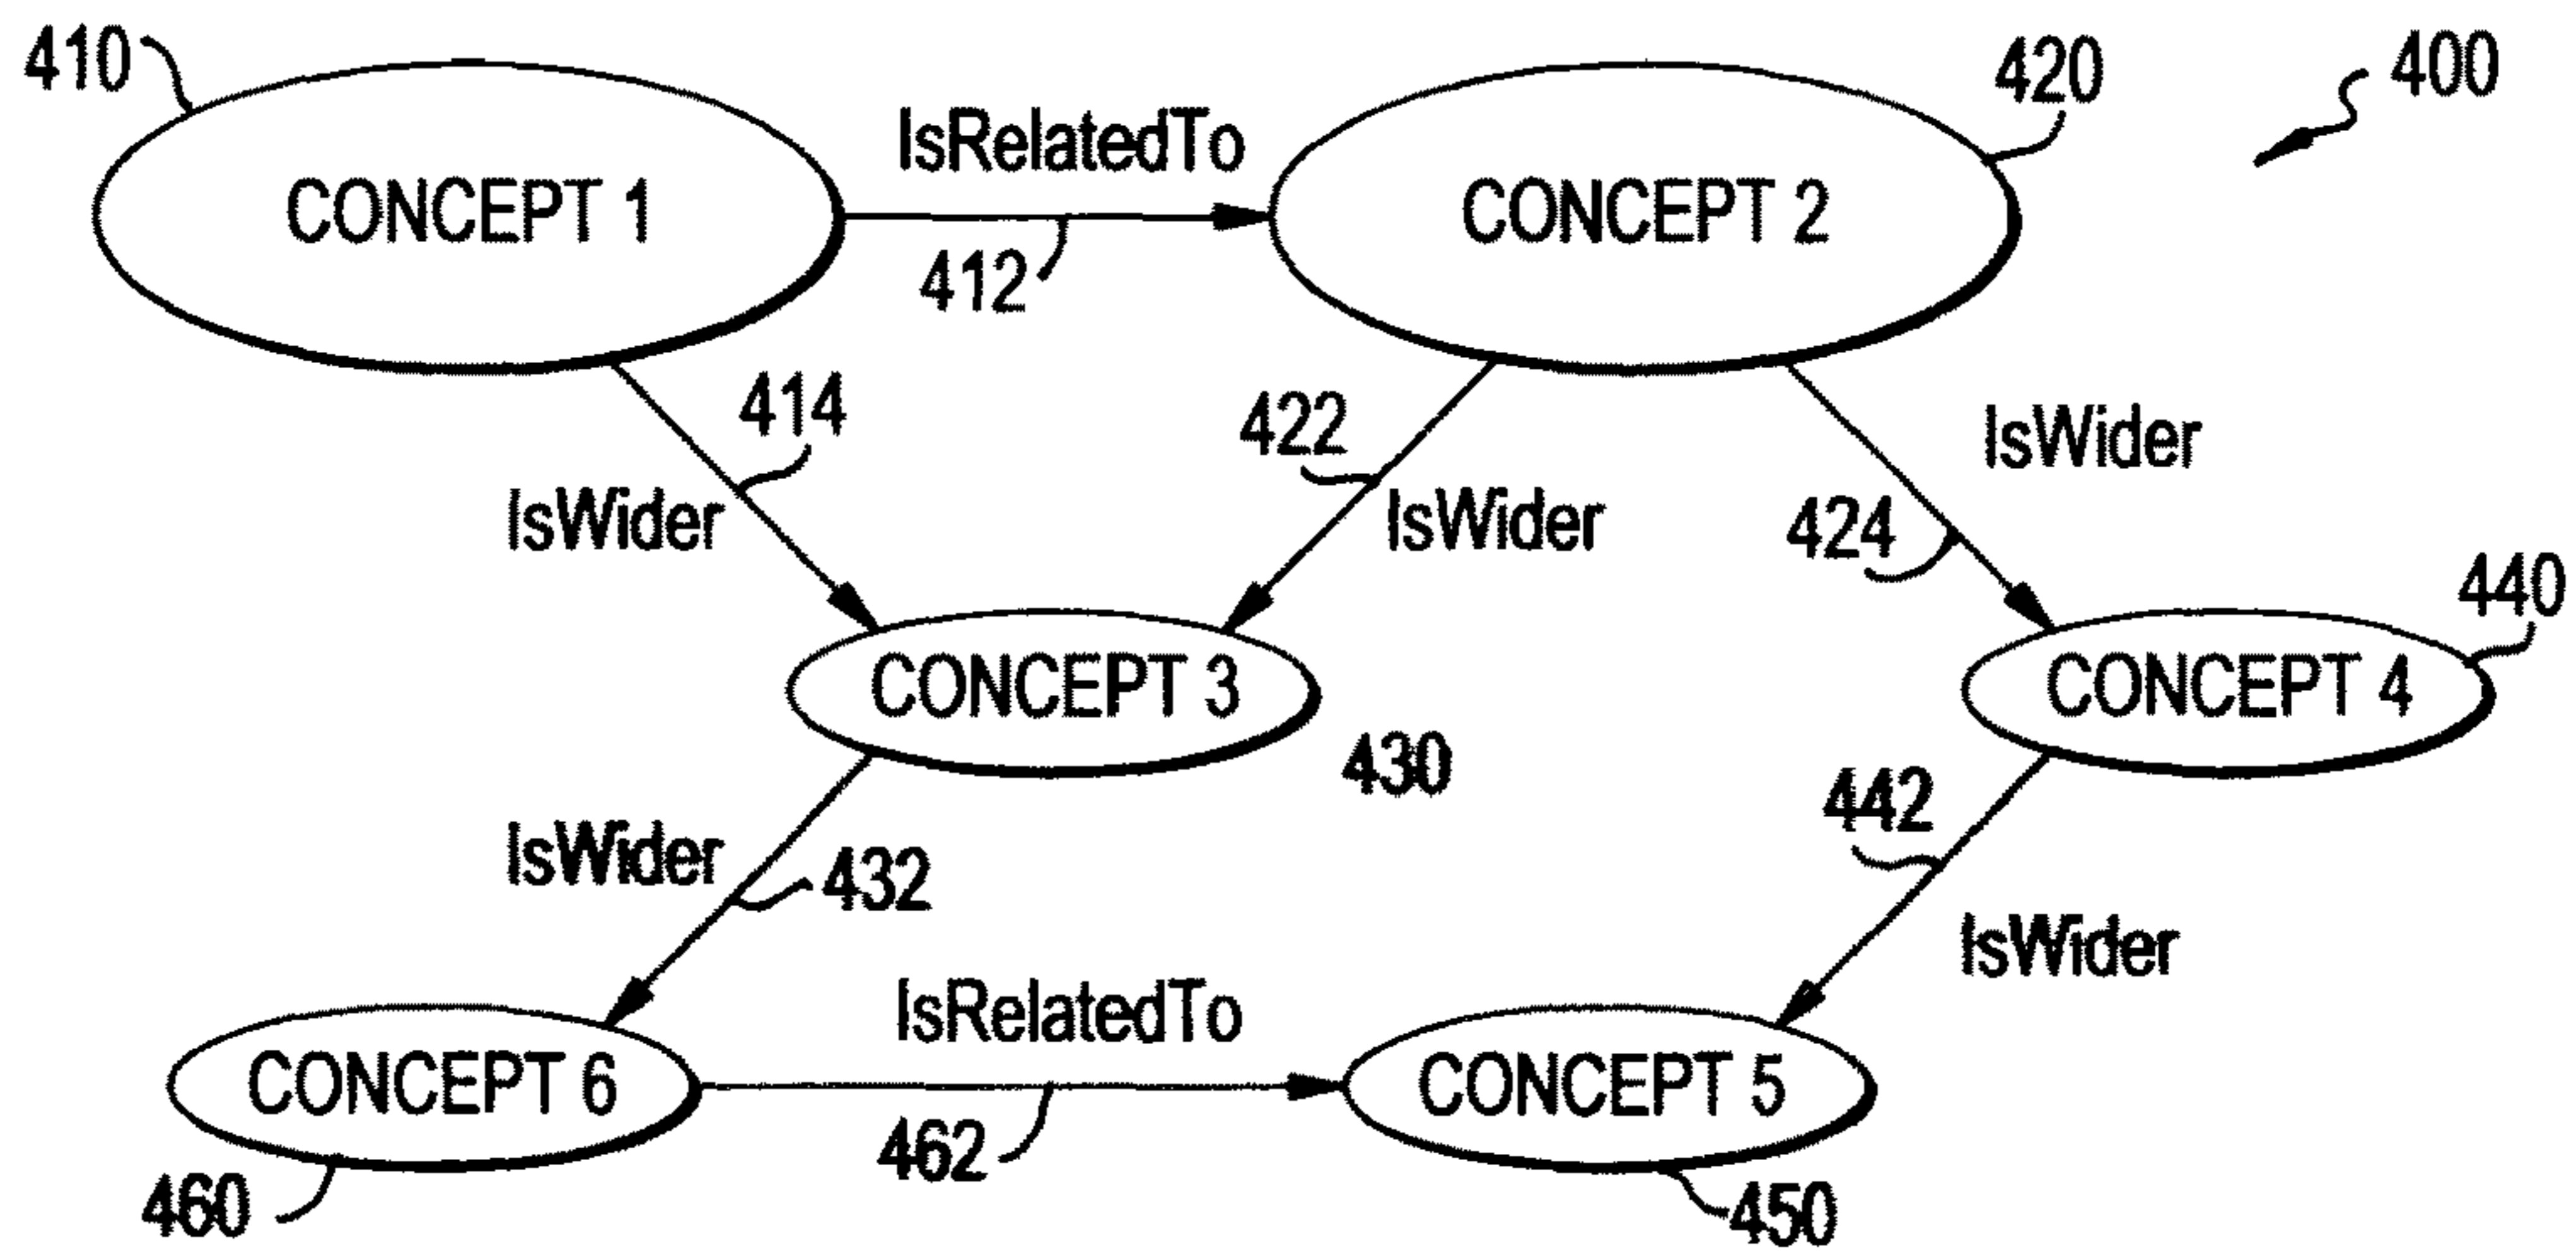 410
420
400
IsRelatedTo
CONCEPT 1
CONCEPT 2
412
414
422
IsWider
IsWider
IsWider
424
440
CONCEPT 3
CONCEPT 4
430
442
IsWider
432
IsWider
IsRelatedTo
CONCEPT 6
CONCEPT 5
462
460
450